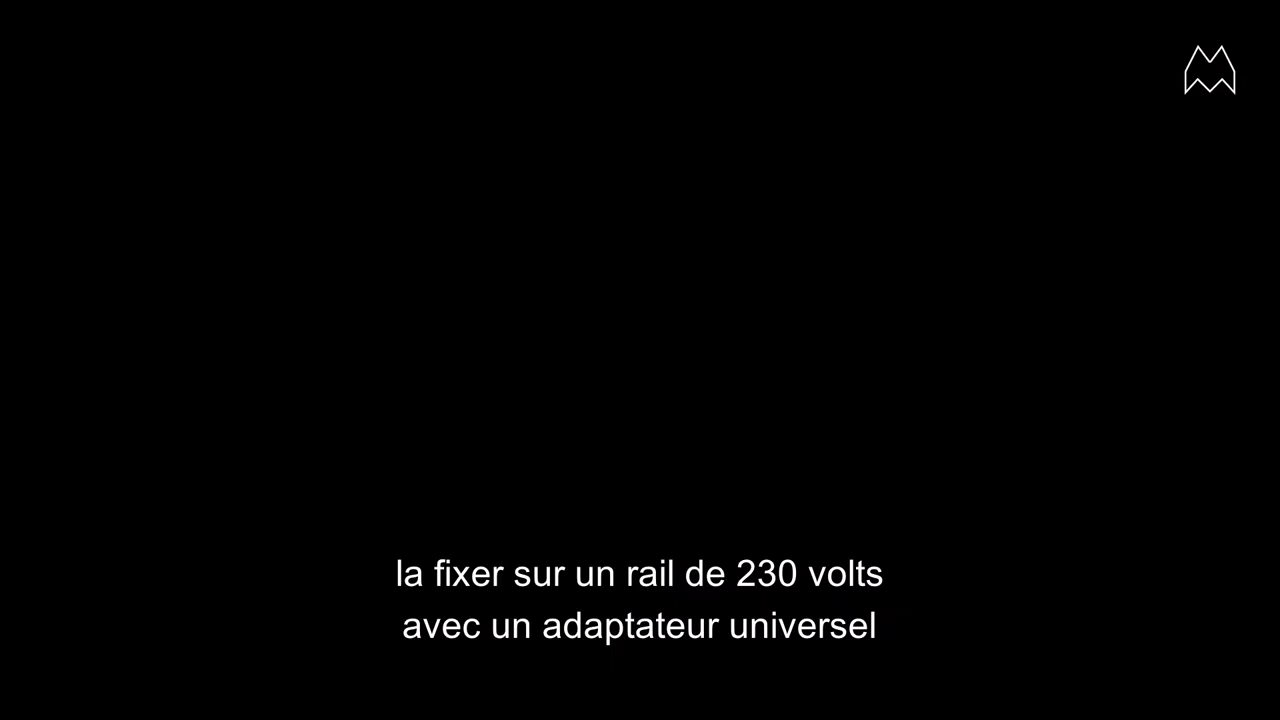 la fixer sur un rail de 230 volts
avec un adaptateur universel